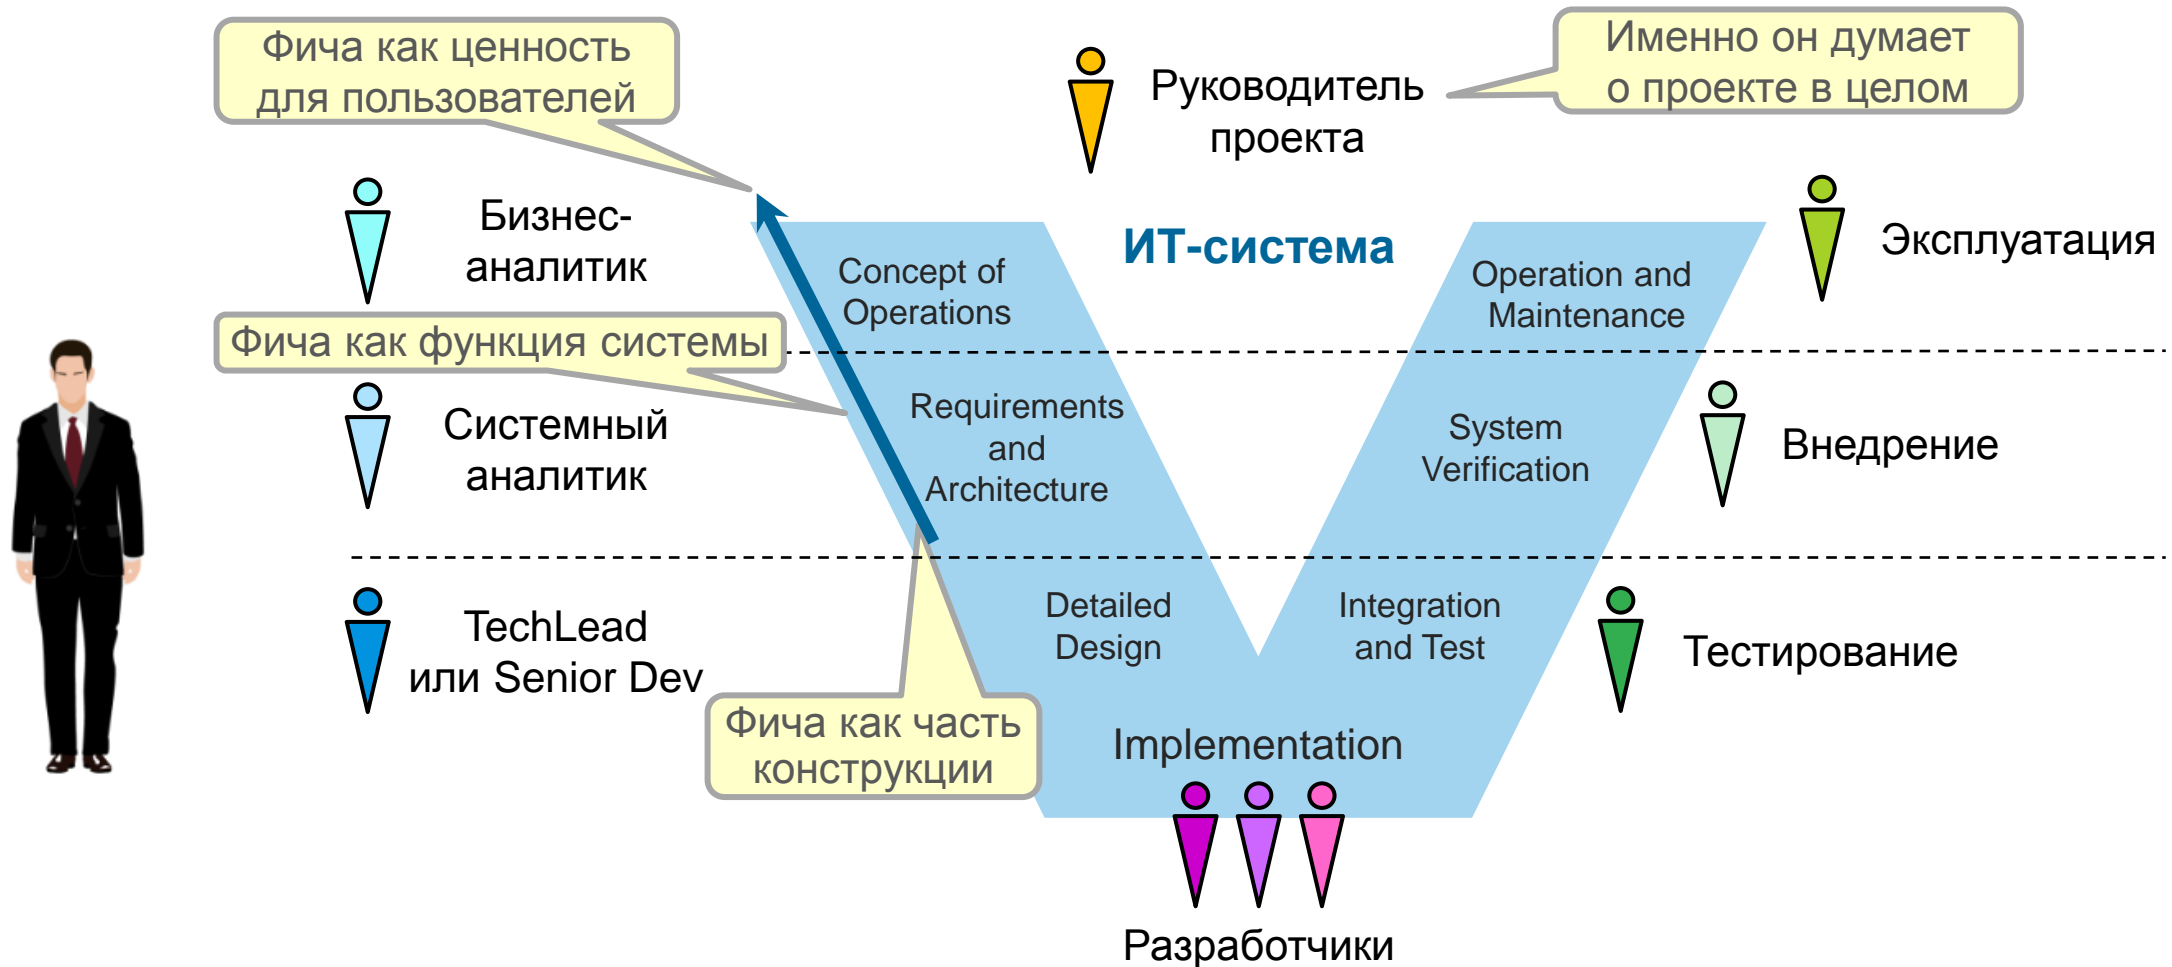 Фича как ценность
для пользователей
Руководитель
проекта
Именно он думает
о проекте в целом
Бизнес-
аналитик
ИТ-система
Эксплуатация
Concept of
Operations
Operation and
Maintenance
Фича как функция системы
Системный
аналитик
Requirements
and
Architecture
System
Verification
Внедрение
TechLead
или Senior Dev
Detailed
Design
Integration
and Test
Тестирование
Фича как часть
конструкции
Implementation
Разработчики